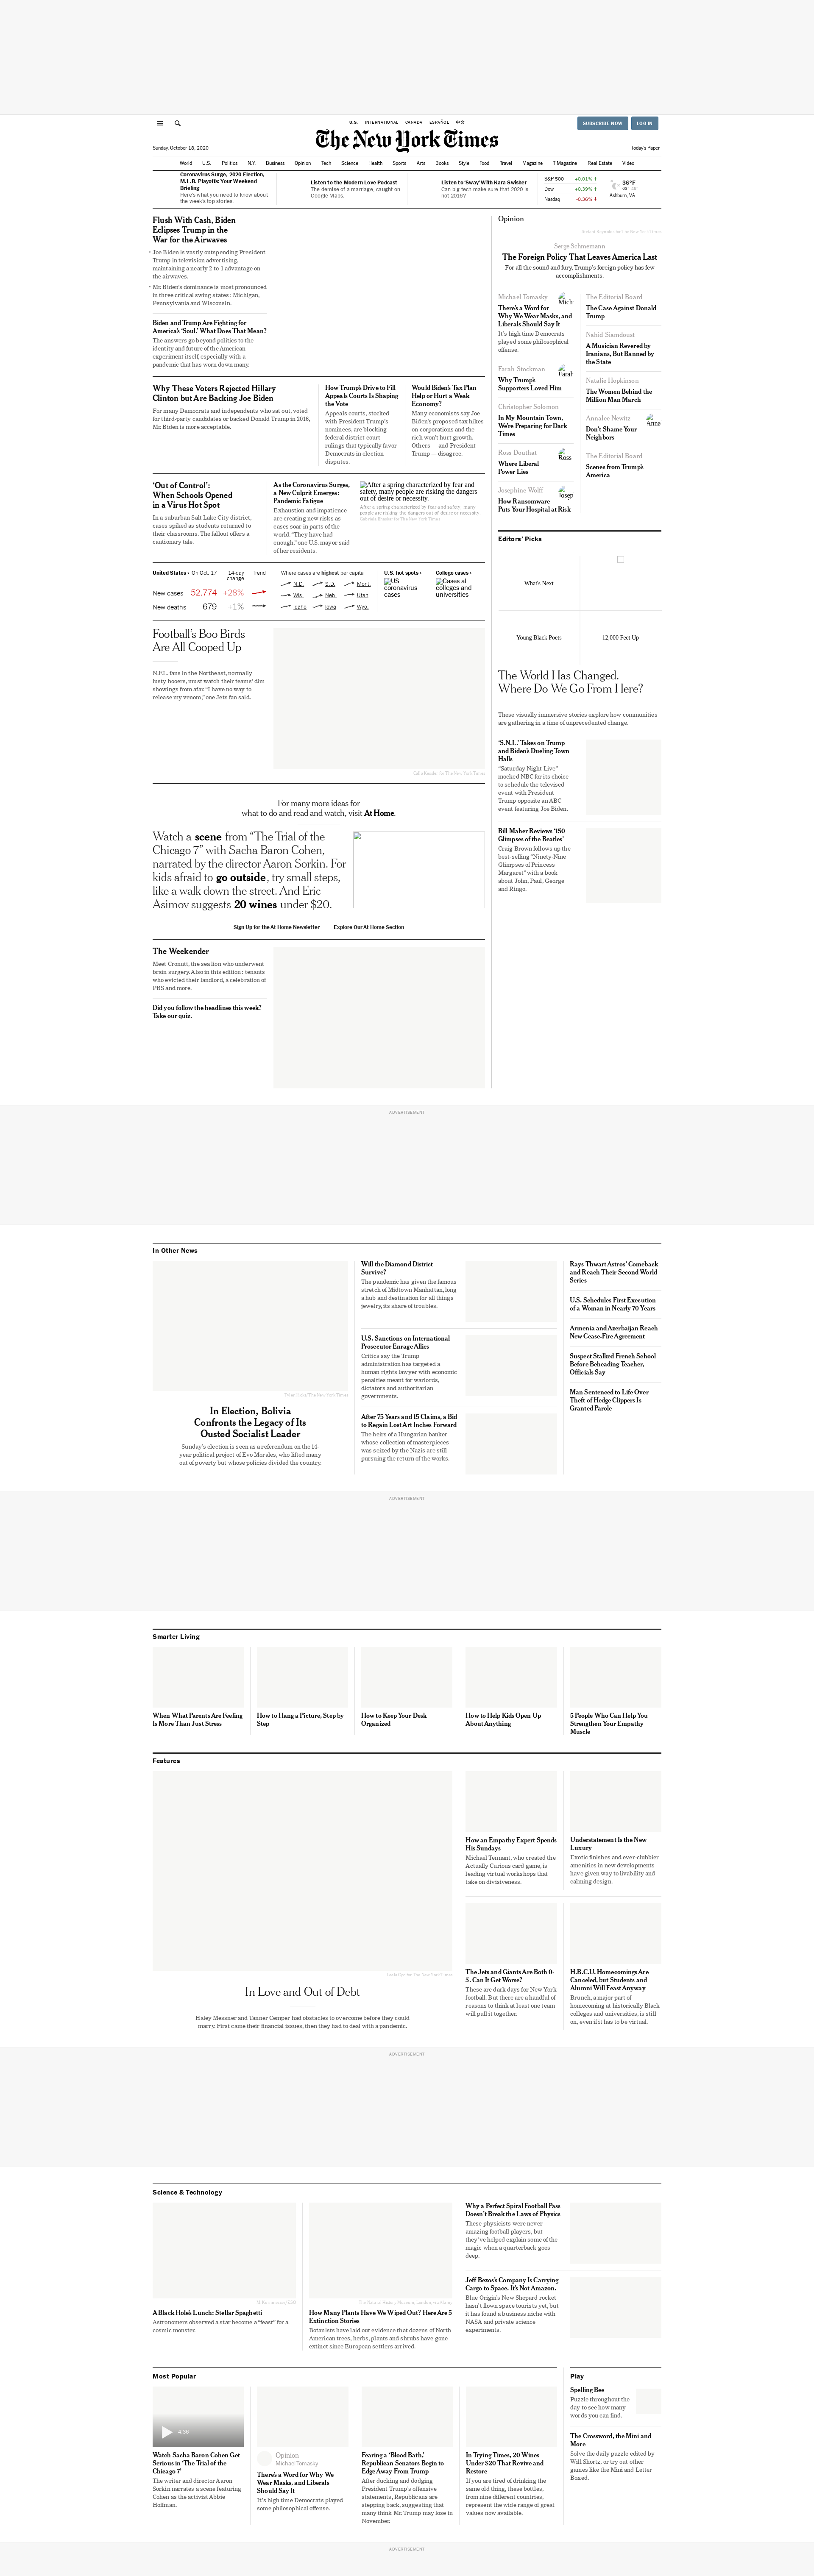 U.S. INTERNATIONAL CANADA ESPAÑOL 中文
SUBSCRIBE NOW LOG IN
The New York Times
Sunday, October 18, 2020
Today's Paper
World U.S. Politics N.Y. Business Opinion Tech Science Health Sports Arts Books Style Food Travel Magazine T Magazine Real Estate Video
Coronavirus Surge, 2020 Election,
M.L.B. Playoffs: Your Weekend
Briefing
Here's what you need to know about
the week's top stories.
Listen to the Modern Love Podcast
The demise of a marriage, caught on
Google Maps.
Listen to 'Sway' With Kara Swisher
Can big tech make sure that 2020 is
not 2016?
S&P 500 +0.01% ↑
Dow +0.39% ↑
Nasdaq -0.36% ↓
36°F
Ashburn, VA
Flush With Cash, Biden
Eclipses Trump in the
War for the Airwaves
• Joe Biden is vastly outspending President
Trump in television advertising,
maintaining a nearly 2-to-1 advantage on
the airwaves.
• Mr. Biden's dominance is most pronounced
in three critical swing states: Michigan,
Pennsylvania and Wisconsin.
Biden and Trump Are Fighting for
America's 'Soul.' What Does That Mean?
The answers go beyond politics to the
identity and future of the American
experiment itself, especially with a
pandemic that has worn down many.
Why These Voters Rejected Hillary
Clinton but Are Backing Joe Biden
For many Democrats and independents who sat out, voted
for third-party candidates or backed Donald Trump in 2016,
Mr. Biden is more acceptable.
How Trump's Drive to Fill
Appeals Courts Is Shaping
the Vote
Appeals courts, stocked
with President Trump's
nominees, are blocking
federal district court
rulings that typically favor
Democrats in election
disputes.
Would Biden's Tax Plan
Help or Hurt a Weak
Economy?
Many economists say Joe
Biden's proposed tax hikes
on corporations and the
rich won't hurt growth.
Others — and President
Trump — disagree.
'Out of Control':
When Schools Opened
in a Virus Hot Spot
In a suburban Salt Lake City district,
cases spiked as students returned to
their classrooms. The fallout offers a
cautionary tale.
As the Coronavirus Surges,
a New Culprit Emerges:
Pandemic Fatigue
Exhaustion and impatience
are creating new risks as
cases soar in parts of the
world. "They have had
enough," one U.S. mayor said
of her residents.
After a spring characterized by fear and
safety, many people are risking the dangers
out of desire or necessity.
After a spring characterized by fear and safety, many
people are risking the dangers out of desire or necessity.
United States › On Oct. 17 14-day
change
Trend
New cases 52,774 +28%
New deaths 679 +1%
Where cases are highest per capita
N.D. S.D. Mont.
Wis. Neb. Utah
Idaho Iowa Wyo.
U.S. hot spots ›
US
coronavirus
cases
College cases ›
Cases at
colleges and
universities
Football's Boo Birds
Are All Cooped Up
N.F.L. fans in the Northeast, normally
lusty booers, must watch their teams' dim
showings from afar. "I have no way to
release my venom," one Jets fan said.
For many more ideas for
what to do and read and watch, visit At Home.
Watch a scene from "The Trial of the
Chicago 7" with Sacha Baron Cohen,
narrated by the director Aaron Sorkin. For
kids afraid to go outside, try small steps,
like a walk down the street. And Eric
Asimov suggests 20 wines under $20.
Sign Up for the At Home Newsletter Explore Our At Home Section
The Weekender
Meet Cronutt, the sea lion who underwent
brain surgery. Also in this edition: tenants
who evicted their landlord, a celebration of
PBS and more.
Did you follow the headlines this week?
Take our quiz.
Opinion
Serge Schmemann
The Foreign Policy That Leaves America Last
For all the sound and fury, Trump's foreign policy has few
accomplishments.
Michael Tomasky
Mich
There's a Word for
Why We Wear Masks, and
Liberals Should Say It
It's high time Democrats
played some philosophical
offense.
Farah Stockman
Farah
Why Trump's
Supporters Loved Him
Christopher Solomon
In My Mountain Town,
We're Preparing for Dark
Times
Ross Douthat
Ross
Where Liberal
Power Lies
Josephine Wolff
Josep
How Ransomware
Puts Your Hospital at Risk
The Editorial Board
The Case Against Donald
Trump
Nahid Siamdoust
A Musician Revered by
Iranians, But Banned by
the State
Natalie Hopkinson
The Women Behind the
Million Man March
Annalee Newitz
Anna
Don't Shame Your
Neighbors
The Editorial Board
Scenes from Trump's
America
Editors' Picks
What's Next
Young Black Poets
12,000 Feet Up
The World Has Changed.
Where Do We Go From Here?
These visually immersive stories explore how communities
are gathering in a time of unprecedented change.
'S.N.L.' Takes on Trump
and Biden's Dueling Town
Halls
"Saturday Night Live"
mocked NBC for its choice
to schedule the televised
event with President
Trump opposite an ABC
event featuring Joe Biden.
Bill Maher Reviews '150
Glimpses of the Beatles'
Craig Brown follows up the
best-selling "Ninety-Nine
Glimpses of Princess
Margaret" with a book
about John, Paul, George
and Ringo.
ADVERTISEMENT
In Other News
In Election, Bolivia
Confronts the Legacy of Its
Ousted Socialist Leader
Sunday's election is seen as a referendum on the 14-
year political project of Evo Morales, who lifted many
out of poverty but whose policies divided the country.
Will the Diamond District
Survive?
The pandemic has given the famous
stretch of Midtown Manhattan, long
a hub and destination for all things
jewelry, its share of troubles.
U.S. Sanctions on International
Prosecutor Enrage Allies
Critics say the Trump
administration has targeted a
human rights lawyer with economic
penalties meant for warlords,
dictators and authoritarian
governments.
After 75 Years and 15 Claims, a Bid
to Regain Lost Art Inches Forward
The heirs of a Hungarian banker
whose collection of masterpieces
was seized by the Nazis are still
pursuing the return of the works.
Rays Thwart Astros' Comeback
and Reach Their Second World
Series
U.S. Schedules First Execution
of a Woman in Nearly 70 Years
Armenia and Azerbaijan Reach
New Cease-Fire Agreement
Suspect Stalked French School
Before Beheading Teacher,
Officials Say
Man Sentenced to Life Over
Theft of Hedge Clippers Is
Granted Parole
ADVERTISEMENT
Smarter Living
When What Parents Are Feeling
Is More Than Just Stress
How to Hang a Picture, Step by
Step
How to Keep Your Desk
Organized
How to Help Kids Open Up
About Anything
5 People Who Can Help You
Strengthen Your Empathy
Muscle
Features
In Love and Out of Debt
Haley Messner and Tanner Cemper had obstacles to overcome before they could
marry. First came their financial issues, then they had to deal with a pandemic.
How an Empathy Expert Spends
His Sundays
Michael Tennant, who created the
Actually Curious card game, is
leading virtual workshops that
take on divisiveness.
Understatement Is the New
Luxury
Exotic finishes and ever-clubbier
amenities in new developments
have given way to livability and
calming design.
The Jets and Giants Are Both 0-
5. Can It Get Worse?
These are dark days for New York
football. But there are a handful of
reasons to think at least one team
will pull it together.
H.B.C.U. Homecomings Are
Canceled, but Students and
Alumni Will Feast Anyway
Brunch, a major part of
homecoming at historically Black
colleges and universities, is still
on, even if it has to be virtual.
ADVERTISEMENT
Science & Technology
A Black Hole's Lunch: Stellar Spaghetti
Astronomers observed a star become a "feast" for a
cosmic monster.
How Many Plants Have We Wiped Out? Here Are 5
Extinction Stories
Botanists have laid out evidence that dozens of North
American trees, herbs, plants and shrubs have gone
extinct since European settlers arrived.
Why a Perfect Spiral Football Pass
Doesn't Break the Laws of Physics
These physicists were never
amazing football players, but
they've helped explain some of the
magic when a quarterback goes
deep.
Jeff Bezos's Company Is Carrying
Cargo to Space. It's Not Amazon.
Blue Origin's New Shepard rocket
hasn't flown space tourists yet, but
it has found a business niche with
NASA and private science
experiments.
Most Popular
4:36
Watch Sacha Baron Cohen Get
Serious in 'The Trial of the
Chicago 7'
The writer and director Aaron
Sorkin narrates a scene featuring
Cohen as the activist Abbie
Hoffman.
Opinion
Michael Tomasky
There's a Word for Why We
Wear Masks, and Liberals
Should Say It
It's high time Democrats played
some philosophical offense.
Fearing a 'Blood Bath,'
Republican Senators Begin to
Edge Away From Trump
After ducking and dodging
President Trump's offensive
statements, Republicans are
stepping back, suggesting that
many think Mr. Trump may lose in
November.
In Trying Times, 20 Wines
Under $20 That Revive and
Restore
If you are tired of drinking the
same old thing, these bottles,
from nine different countries,
represent the wide range of great
values now available.
Play
Spelling Bee
Puzzle throughout the
day to see how many
words you can find.
The Crossword, the Mini and
More
Solve the daily puzzle edited by
Will Shortz, or try other
games like the Mini and Letter
Boxed.
ADVERTISEMENT